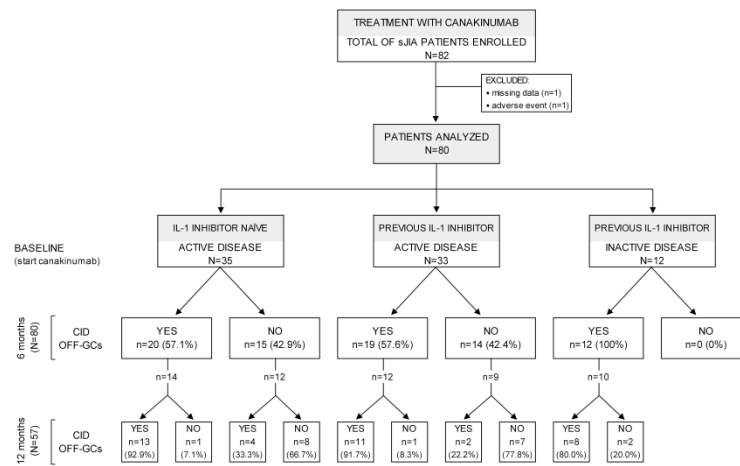 TREATMENT WITH CANAKINUMAB
TOTAL OF sJIA PATIENTS ENROLLED
N=82
EXCLUDED:
• missing data (n=1)
• adverse event (n=1)
PATIENTS ANALYZED
N=80
BASELINE
(start canakinumab)
IL-1 INHIBITOR NAÏVE
ACTIVE DISEASE
N=35
PREVIOUS IL-1 INHIBITOR
ACTIVE DISEASE
N=33
PREVIOUS IL-1 INHIBITOR
INACTIVE DISEASE
N=12
6 months
(N=80)
CID
OFF-GCs
YES
n=20 (57.1%)
NO
n=15 (42.9%)
YES
n=19 (57.6%)
NO
n=14 (42.4%)
YES
n=12 (100%)
NO
n=0 (0%)
n=14
n=12
n=12
n=9
n=10
12 months
(N=57)
CID
OFF-GCs
YES
n=13
(92.9%)
NO
n=1
(7.1%)
YES
n=4
(33.3%)
NO
n=8
(66.7%)
YES
n=11
(91.7%)
NO
n=1
(8.3%)
YES
n=2
(22.2%)
NO
n=7
(77.8%)
YES
n=8
(80.0%)
NO
n=2
(20.0%)